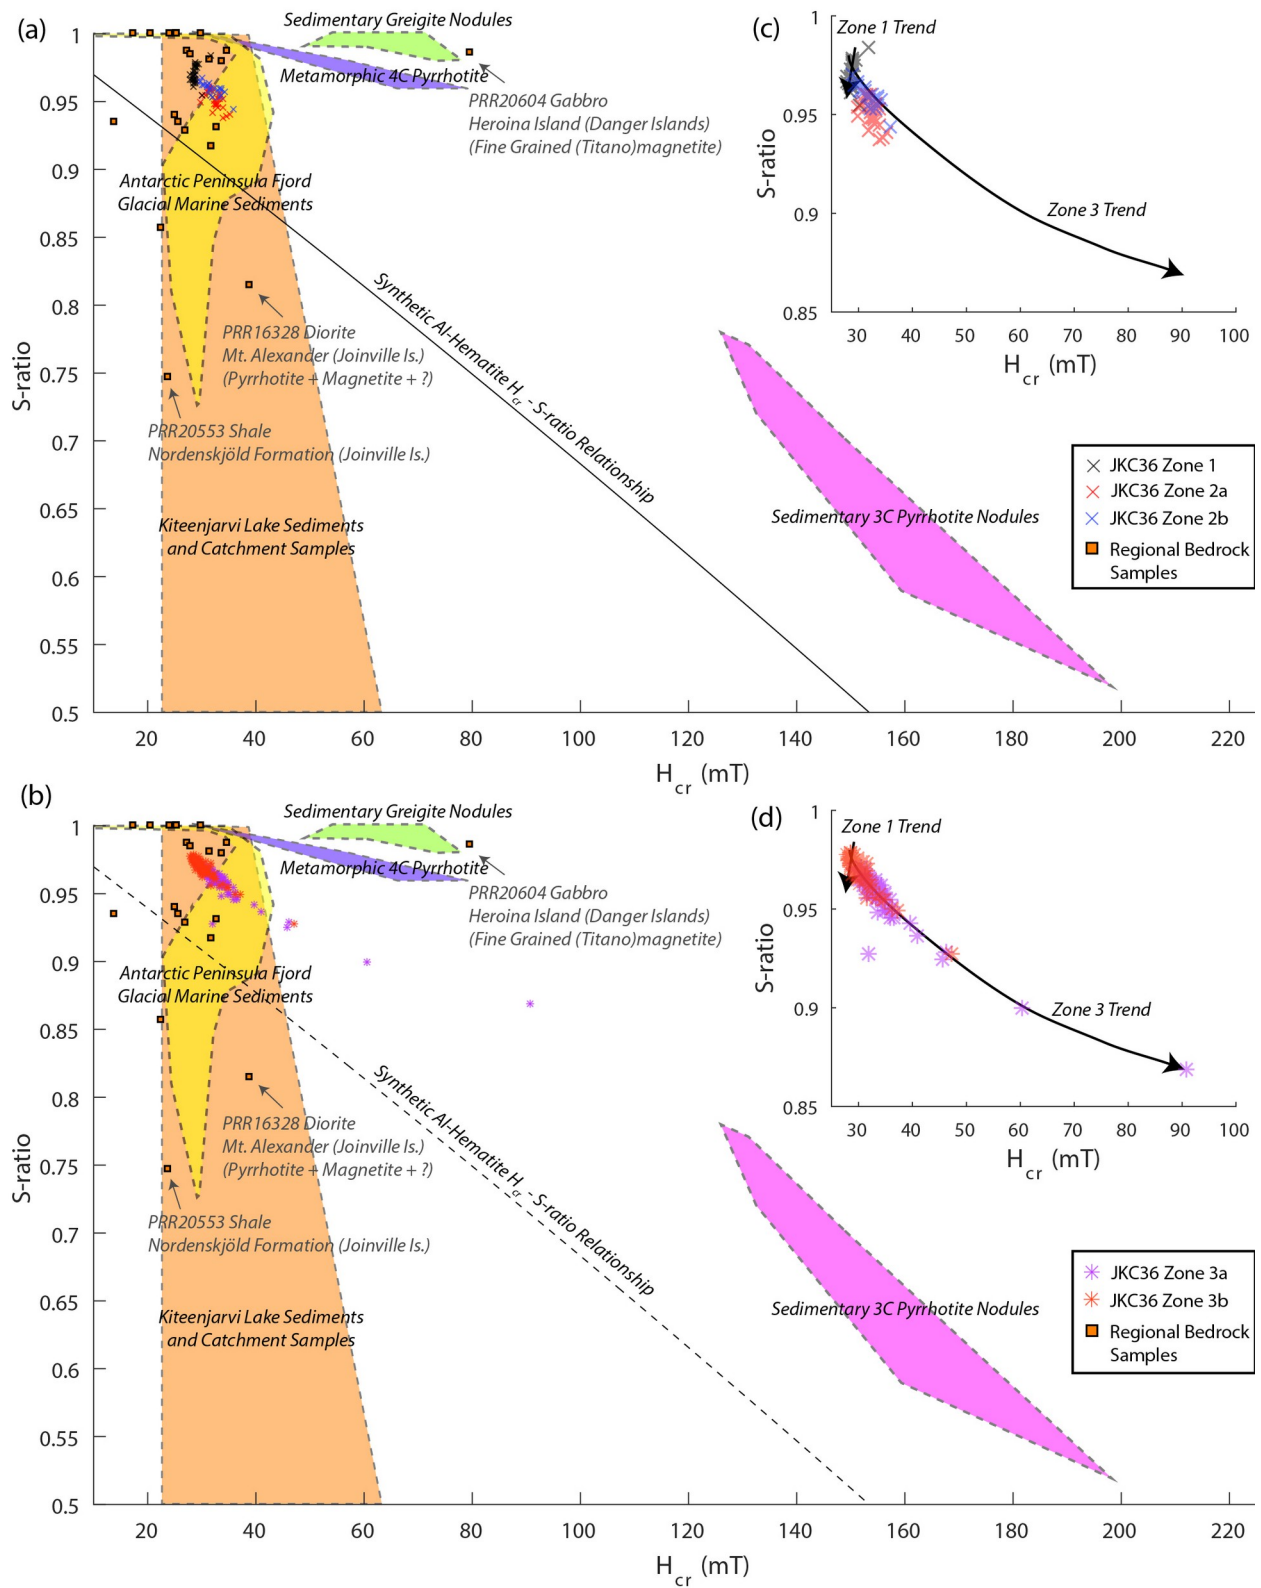 (a)
Sedimentary Greigite Nodules
Metamorphic 4C Pyrrhotite
PRR20604 Gabbro
Heroina Island (Danger Islands)
(Fine Grained (Titano)magnetite)
Antarctic Peninsula Fjord
Glacial Marine Sediments
Synthetic Al-Hematite Hcr - S-ratio Relationship
PRR16328 Diorite
Mt. Alexander (Joinville Is.)
(Pyrrhotite + Magnetite + ?)
PRR20553 Shale
Nordenskjöld Formation (Joinville Is.)
Kiteenjarvi Lake Sediments
and Catchment Samples
Sedimentary 3C Pyrrhotite Nodules
S-ratio
1
0.95
0.9
0.85
0.8
0.75
0.7
0.65
0.6
0.55
0.5
20 40 60 80 100 120 140 160 180 200 220
Hcr (mT)
(c)
Zone 1 Trend
Zone 3 Trend
S-ratio
1
0.95
0.9
0.85
30 40 50 60 70 80 90 100
Hcr (mT)
JKC36 Zone 1
JKC36 Zone 2a
JKC36 Zone 2b
Regional Bedrock
Samples
(b)
Sedimentary Greigite Nodules
Metamorphic 4C Pyrrhotite
PRR20604 Gabbro
Heroina Island (Danger Islands)
(Fine Grained (Titano)magnetite)
Antarctic Peninsula Fjord
Glacial Marine Sediments
Synthetic Al-Hematite Hcr - S-ratio Relationship
PRR16328 Diorite
Mt. Alexander (Joinville Is.)
(Pyrrhotite + Magnetite + ?)
PRR20553 Shale
Nordenskjöld Formation (Joinville Is.)
Kiteenjarvi Lake Sediments
and Catchment Samples
Sedimentary 3C Pyrrhotite Nodules
S-ratio
1
0.95
0.9
0.85
0.8
0.75
0.7
0.65
0.6
0.55
0.5
20 40 60 80 100 120 140 160 180 200 220
Hcr (mT)
(d)
Zone 1 Trend
Zone 3 Trend
S-ratio
1
0.95
0.9
0.85
30 40 50 60 70 80 90 100
Hcr (mT)
JKC36 Zone 3a
JKC36 Zone 3b
Regional Bedrock
Samples